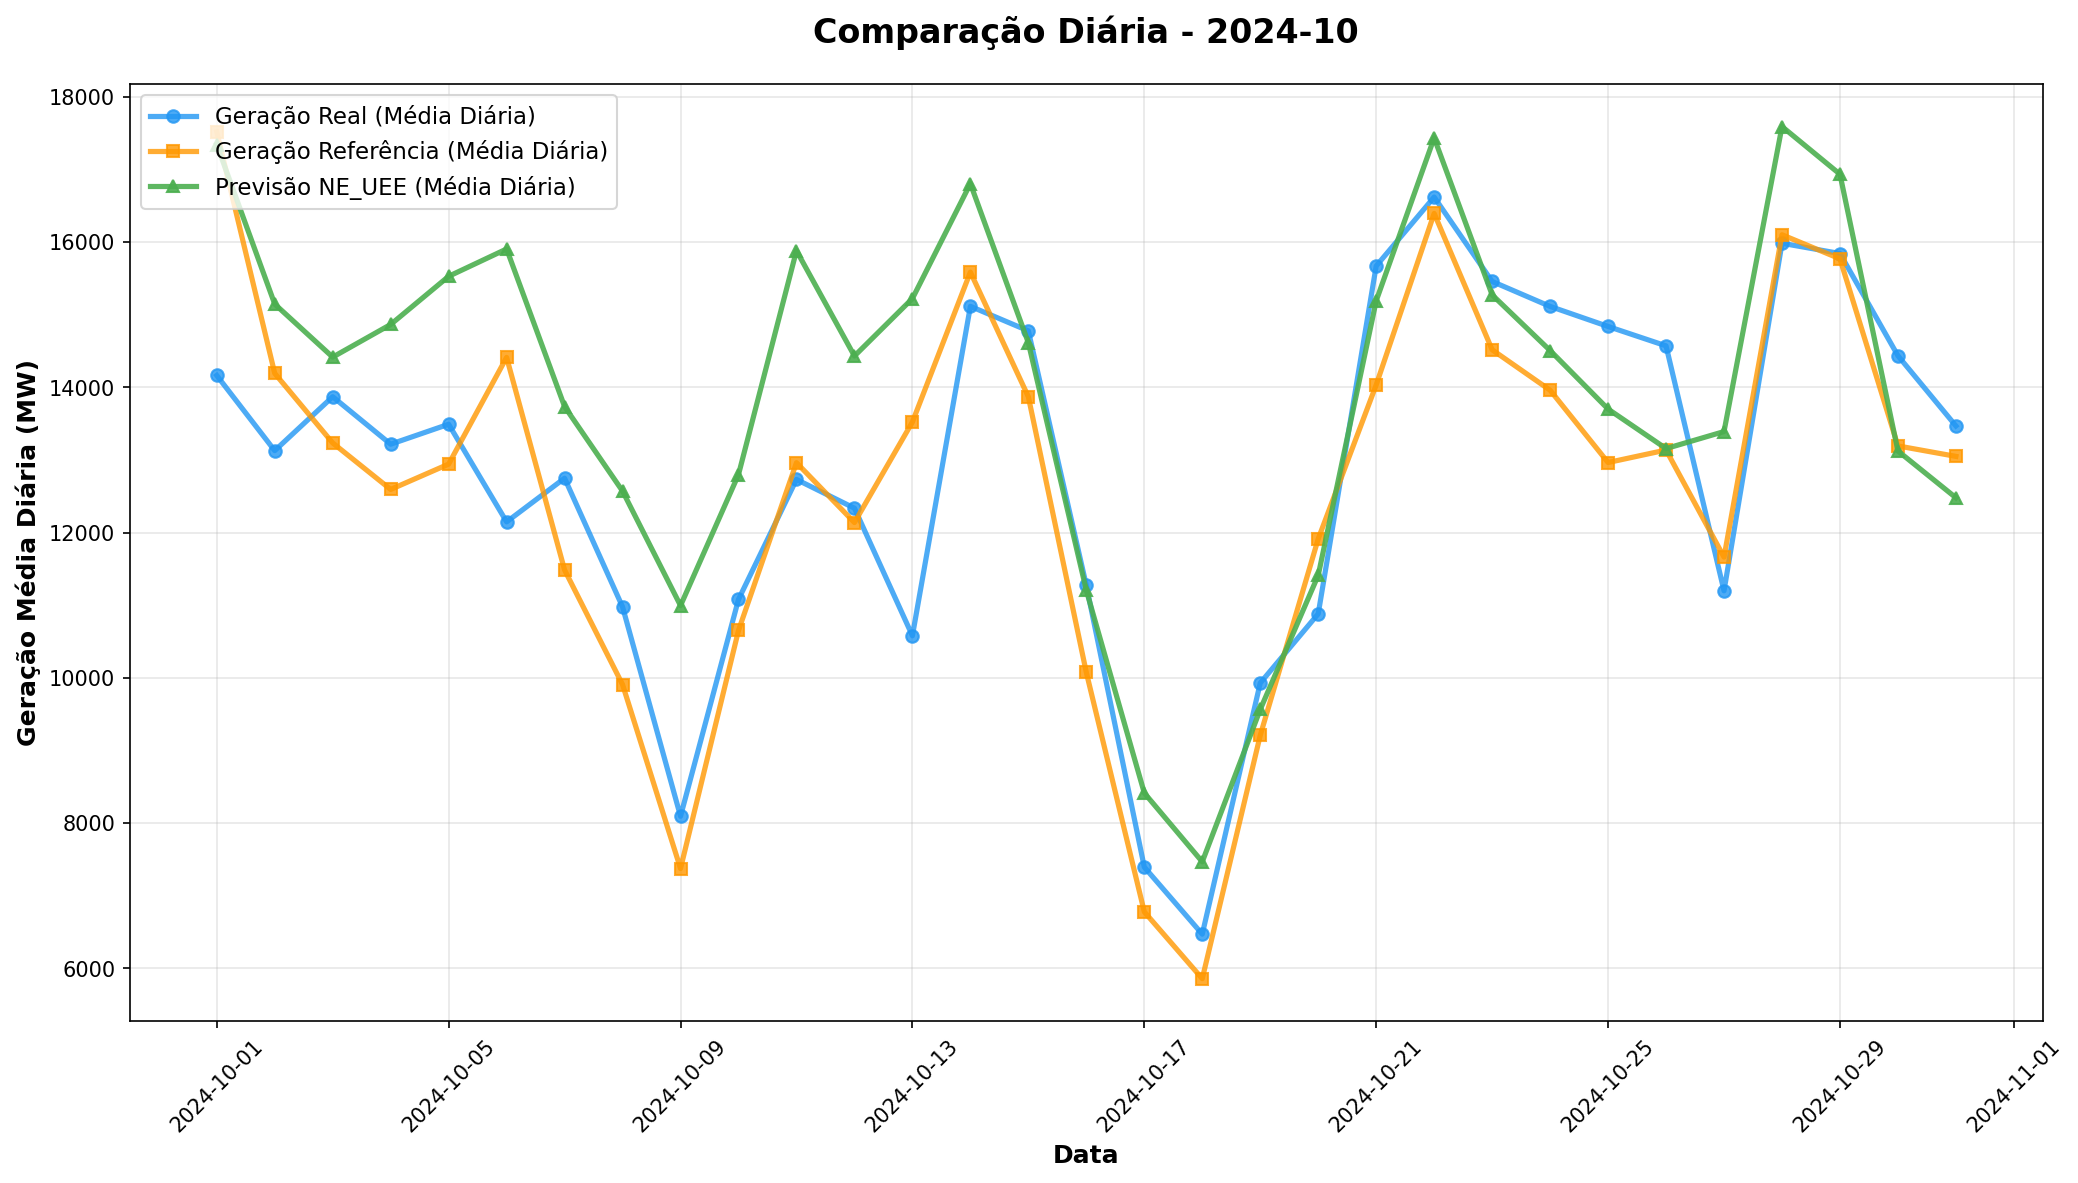 Comparação Diária - 2024-10
Geração Real (Média Diária)
Geração Referência (Média Diária)
Previsão NE_UEE (Média Diária)
Geração Média Diária (MW)
18000
16000
14000
12000
10000
8000
6000
2024-10-01
2024-10-05
2024-10-09
2024-10-13
2024-10-17
2024-10-21
2024-10-25
2024-10-29
2024-11-01
Data